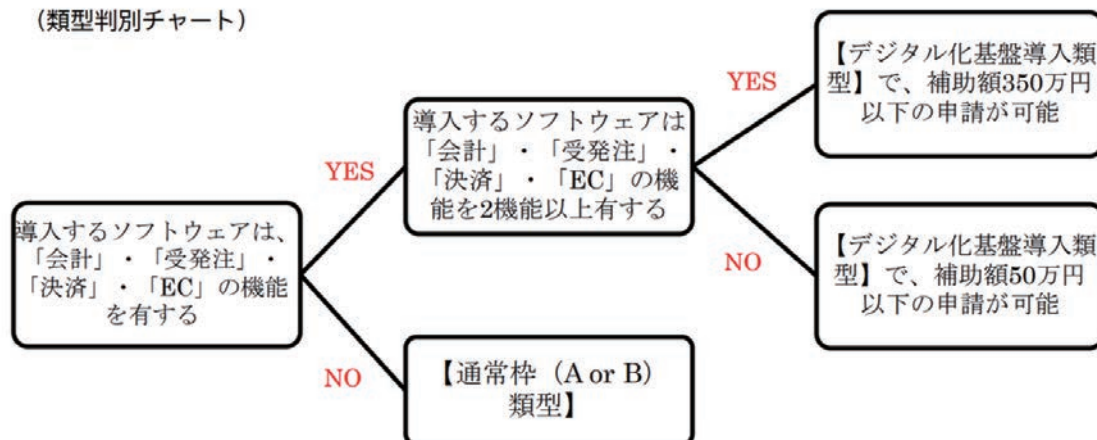 （類型判別チャート）
導入するソフトウェアは、
「会計」・「受発注」・
「決済」・「EC」の機能
を有する
YES
NO
導入するソフトウェアは
「会計」・「受発注」・
「決済」・「EC」の機
能を2機能以上有する
【通常枠（A or B）
類型】
YES
NO
【デジタル化基盤導入類
型】で、補助額350万円
以下の申請が可能
【デジタル化基盤導入類
型】で、補助額50万円
以下の申請が可能